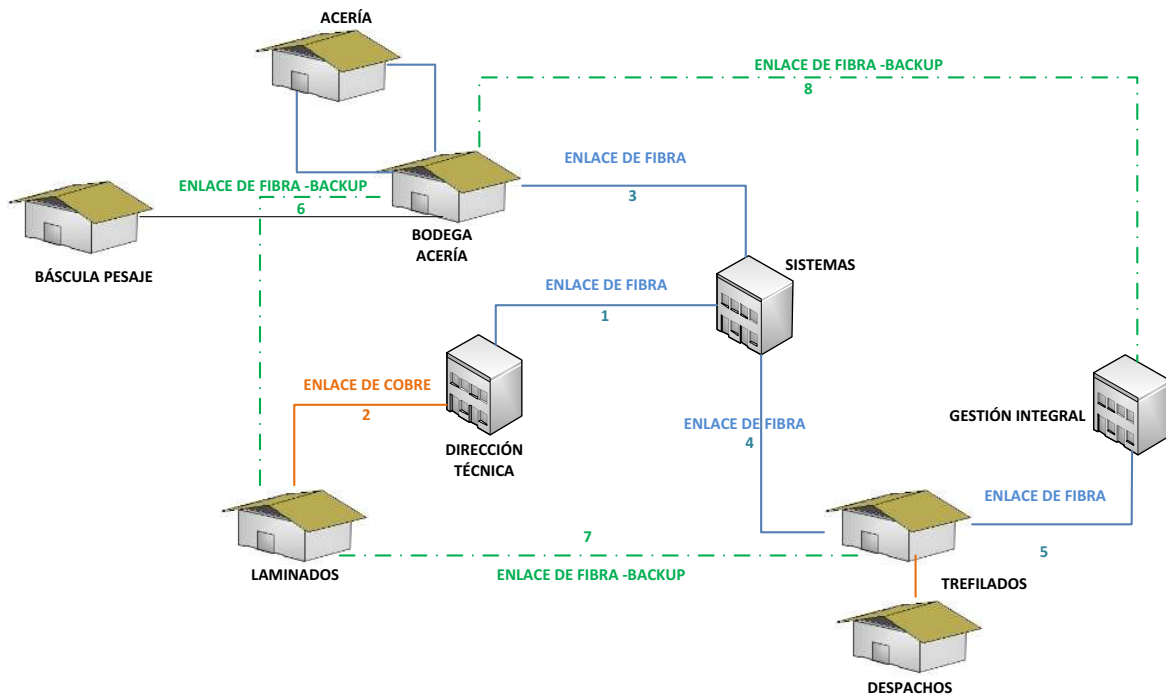 ACERÍA
ENLACE DE FIBRA -BACKUP
8
ENLACE DE FIBRA
3
ENLACE DE FIBRA -BACKUP
6
BODEGA
ACERÍA
BÁSCULA PESAJE
SISTEMAS
ENLACE DE FIBRA
1
ENLACE DE COBRE
2
DIRECCIÓN
TÉCNICA
GESTIÓN INTEGRAL
ENLACE DE FIBRA
4
ENLACE DE FIBRA
5
7
ENLACE DE FIBRA -BACKUP
LAMINADOS
TREFILADOS
DESPACHOS